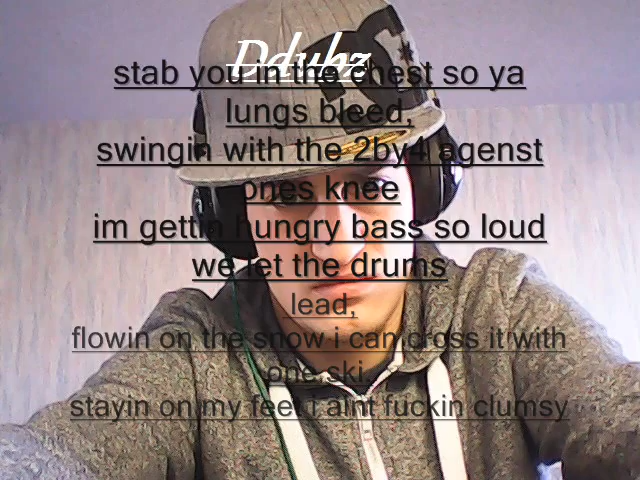 Ddubz
stab you in the chest so ya
lungs bleed,
swingin with the 2by4 agenst
ones knee
im gettin hungry bass so loud
we let the drums
lead,
flowin on the snow i can cross it with
one ski,
stayin on my feet i aint fuckin clumsy